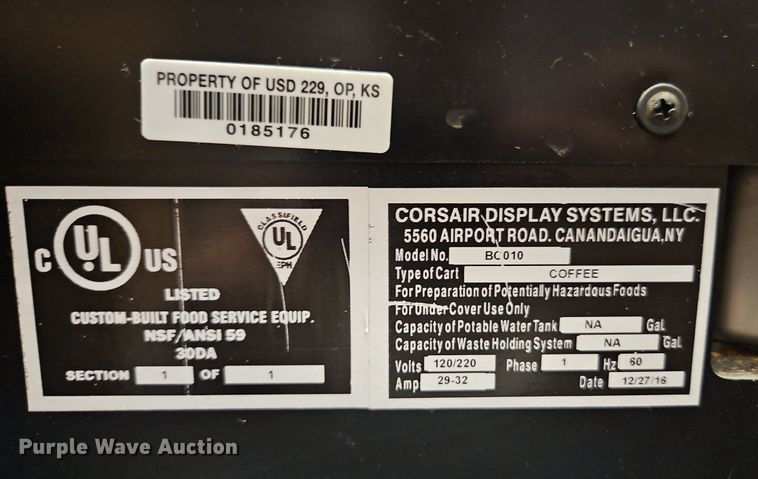 PROPERTY OF USD 229, OP, KS
0185176
C UL US
LISTED
CUSTOM-BUILT FOOD SERVICE EQUIP.
NSF/ANSI 59
30DA
SECTION 1 OF 1
CLASSIFIED
UL
EPH
CORSAIR DISPLAY SYSTEMS, LLC.
5560 AIRPORT ROAD. CANANDAIGUA,NY
Model No. BC010
Type of Cart COFFEE
For Preparation of Potentially Hazardous Foods
For Under Cover Use Only
Capacity of Potable Water Tank NA Gal.
Capacity of Waste Holding System NA Gal.
Volts 120/220 Phase 1 Hz 60
Amp 29-32 Date 12/27/16
Purple Wave Auction